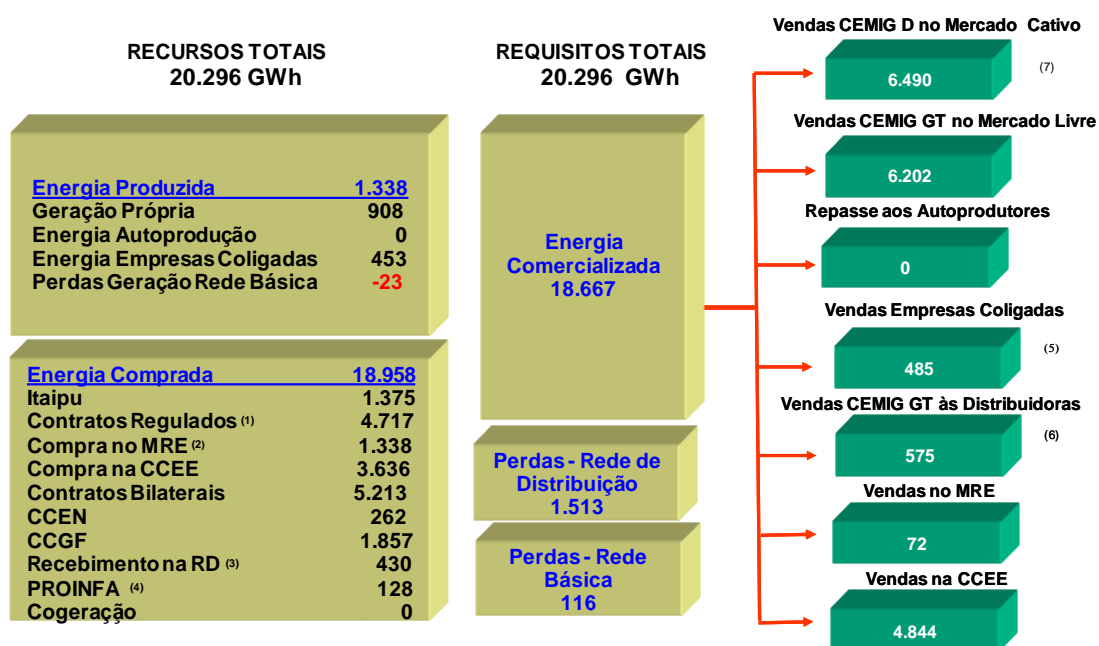 RECURSOS TOTAIS
20.296 GWh
Energia Produzida 1.338
Geração Própria 908
Energia Autoprodução 0
Energia Empresas Coligadas 453
Perdas Geração Rede Básica -23
Energia Comprada 18.958
Itaipu 1.375
Contratos Regulados (1) 4.717
Compra no MRE (2) 1.338
Compra na CCEE 3.636
Contratos Bilaterais 5.213
CCEN 262
CCGF 1.857
Recebimento na RD (3) 430
PROINFA (4) 128
Cogeração 0
REQUISITOS TOTAIS
20.296 GWh
Energia
Comercializada
18.667
Perdas - Rede de
Distribuição
1.513
Perdas - Rede
Básica
116
Vendas CEMIG D no Mercado Cativo
6.490 (7)
Vendas CEMIG GT no Mercado Livre
6.202
Repasse aos Autoprodutores
0
Vendas Empresas Coligadas
485 (5)
Vendas CEMIG GT às Distribuidoras
575 (6)
Vendas no MRE
72
Vendas na CCEE
4.844